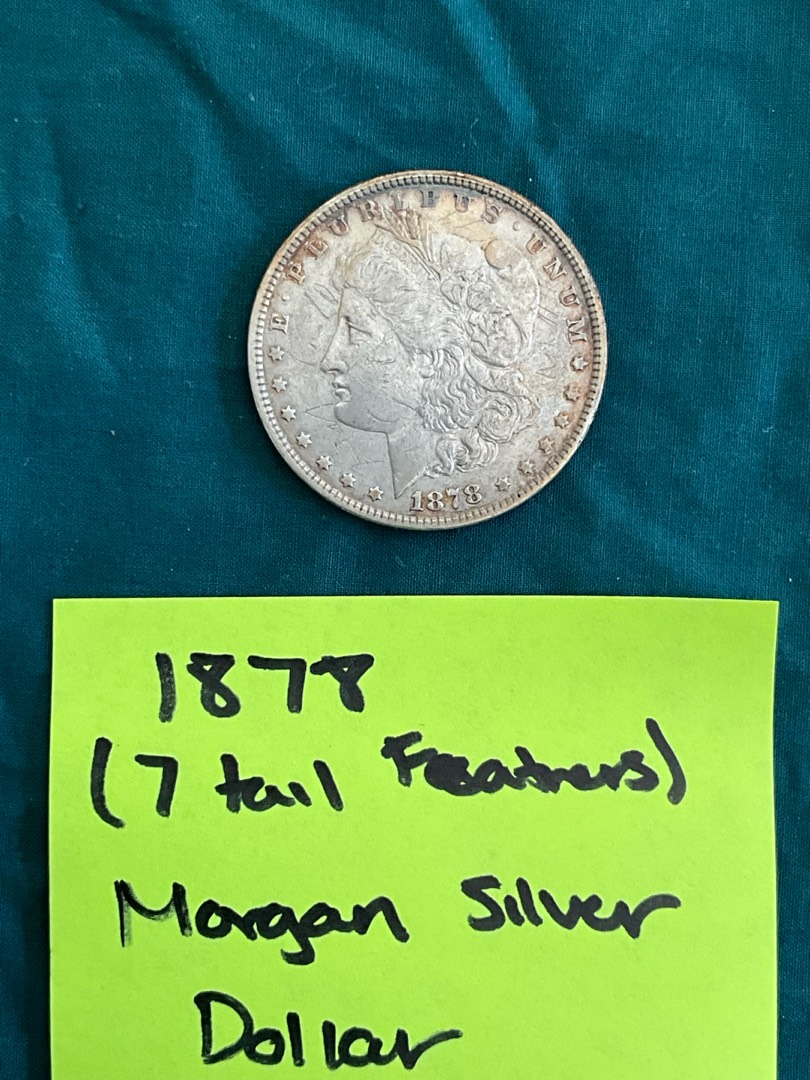 E · PLURIBUS · UNUM
1878
1878
(7 tail Feathers)
Morgan Silver
Dollar